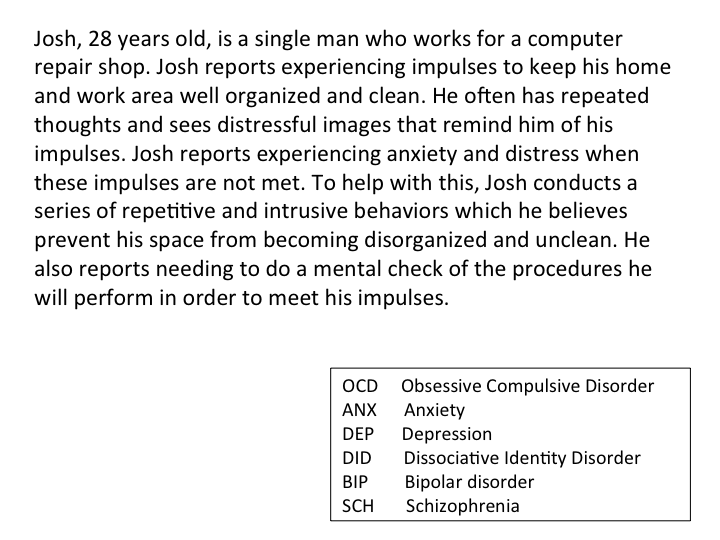 Josh, 28 years old, is a single man who works for a computer
repair shop. Josh reports experiencing impulses to keep his home
and work area well organized and clean. He often has repeated
thoughts and sees distressful images that remind him of his
impulses. Josh reports experiencing anxiety and distress when
these impulses are not met. To help with this, Josh conducts a
series of repetitive and intrusive behaviors which he believes
prevent his space from becoming disorganized and unclean. He
also reports needing to do a mental check of the procedures he
will perform in order to meet his impulses.
OCD Obsessive Compulsive Disorder
ANX Anxiety
DEP Depression
DID Dissociative Identity Disorder
BIP Bipolar disorder
SCH Schizophrenia